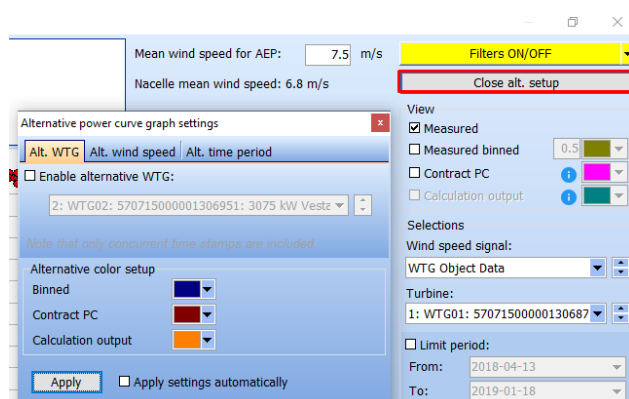 Mean wind speed for AEP: 7.5 m/s
Filters ON/OFF
Nacelle mean wind speed: 6.8 m/s
Close alt. setup
View
Alternative power curve graph settings x
Measured
Alt. WTG Alt. wind speed Alt. time period
Measured binned 0.5
Enable alternative WTG:
Contract PC i
2: WTG02: 570715000001306951: 3075 kW Vesta
Calculation output i
Note that only concurrent time stamps are included.
Selections
Wind speed signal:
Alternative color setup
WTG Object Data
Binned
Turbine:
Contract PC
1: WTG01: 57071500000130687
Calculation output
Limit period:
From: 2018-04-13
Apply Apply settings automatically
To: 2019-01-18